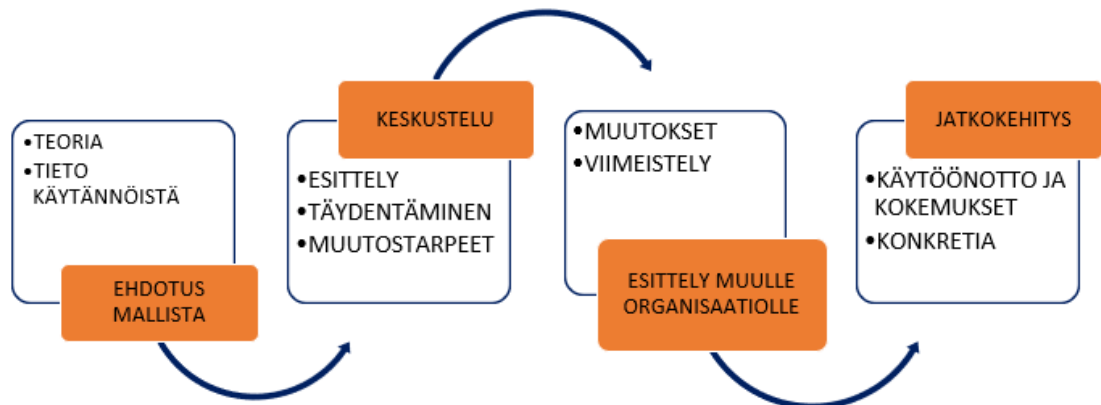 •TEORIA
•TIETO
KÄYTÄNNÖISTÄ
EHDOTUS
MALLISTA
KESKUSTELU
•ESITTELY
•TÄYDENTÄMINEN
•MUUTOSTARPEET
•MUUTOKSET
•VIIMEISTELY
ESITTELY MUULLE
ORGANISAATIOLLE
JATKOKEHITYS
•KÄYTÖÖNOTTO JA
KOKEMUKSET
•KONKRETIA